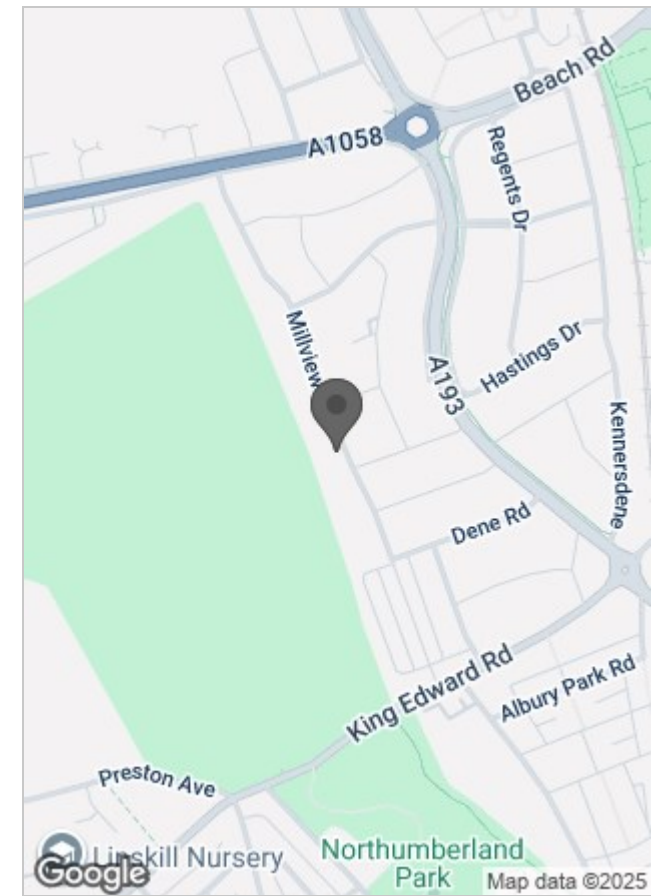 Beach Rd
A1058
Regents Dr
Millview
Hastings Dr
A193
Kennersdene
Dene Rd
King Edward Rd
Albury Park Rd
Preston Ave
Linskill Nursery
Northumberland
Park
Google
Map data ©2025